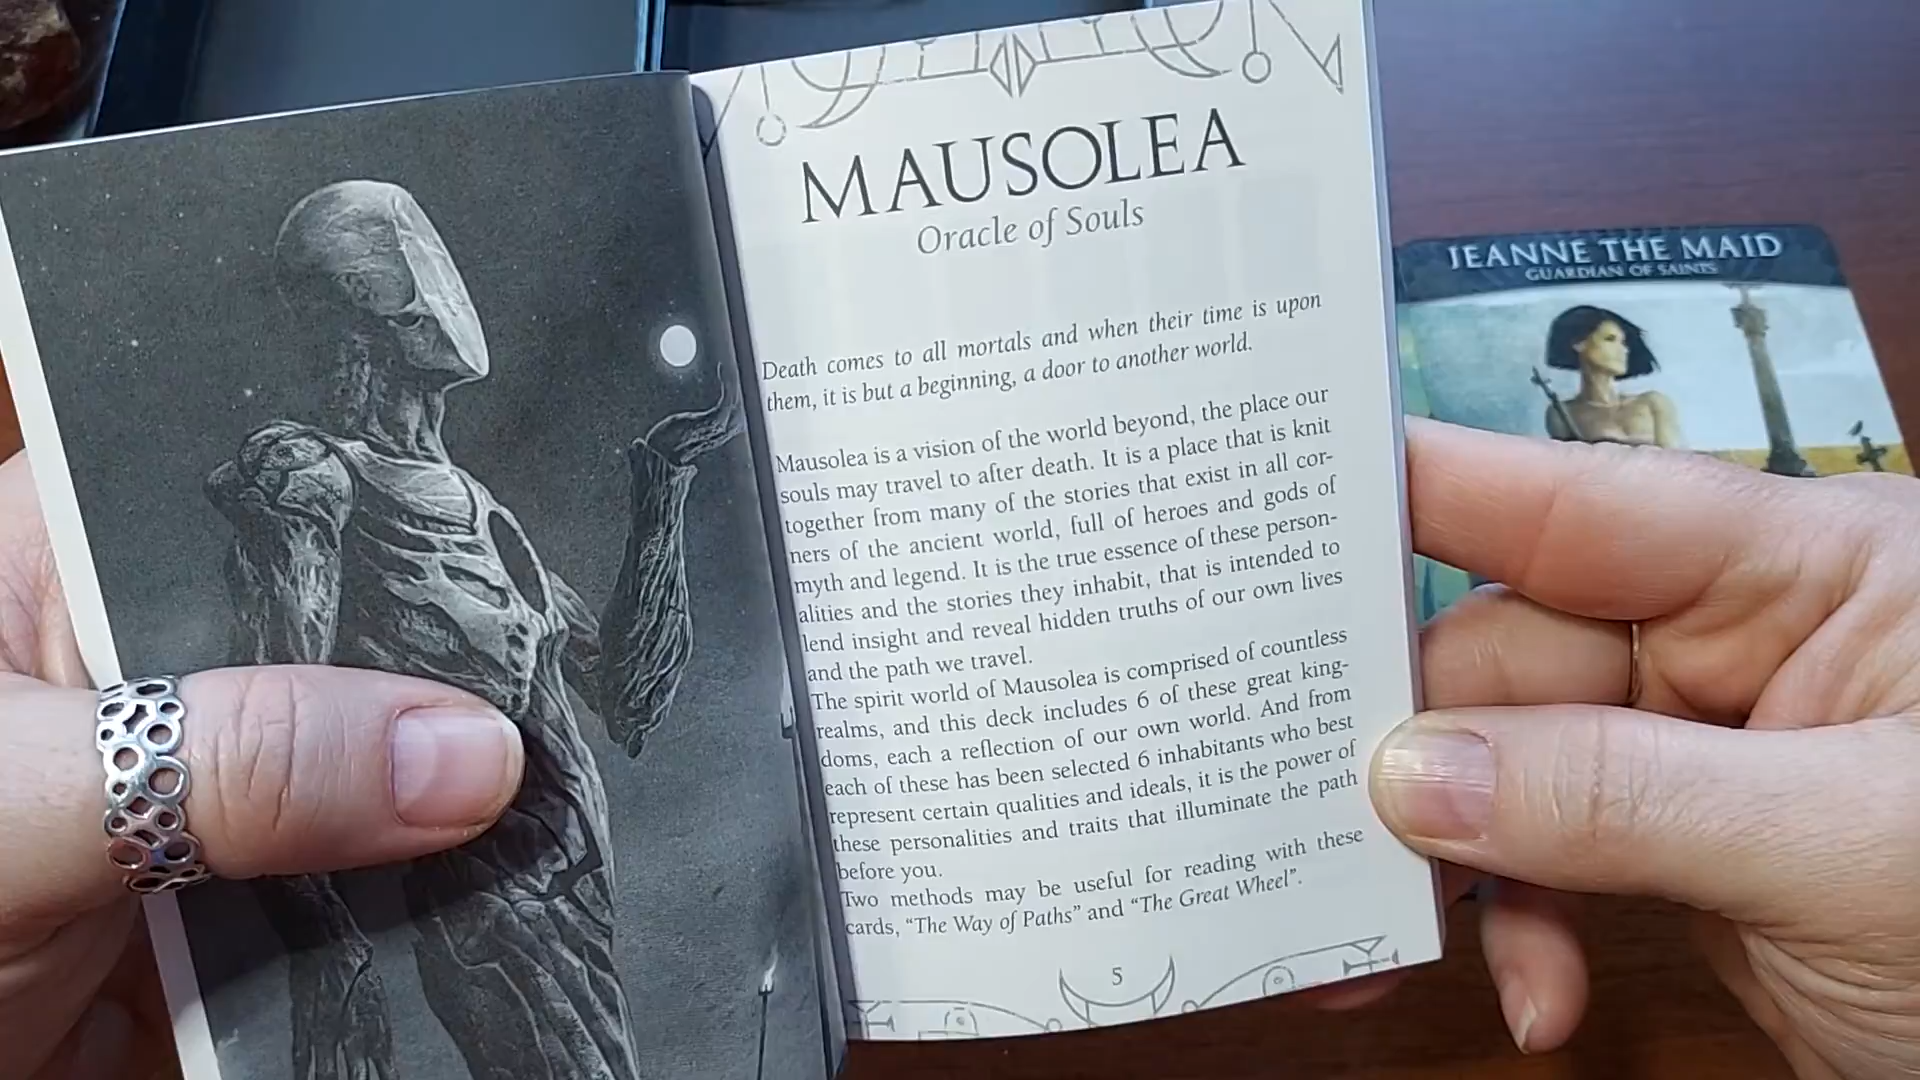 MAUSOLEA
Oracle of Souls
Death comes to all mortals and when their time is upon
them, it is but a beginning, a door to another world.
Mausolea is a vision of the world beyond, the place our
souls may travel to after death. It is a place that is knit
together from many of the stories that exist in all cor-
ners of the ancient world, full of heroes and gods of
myth and legend. It is the true essence of these person-
alities and the stories they inhabit, that is intended to
lend insight and reveal hidden truths of our own lives
and the path we travel.
The spirit world of Mausolea is comprised of countless
realms, and this deck includes 6 of these great king-
doms, each a reflection of our own world. And from
each of these has been selected 6 inhabitants who best
represent certain qualities and ideals, it is the power of
these personalities and traits that illuminate the path
before you.
Two methods may be useful for reading with these
cards, “The Way of Paths” and “The Great Wheel”.
5
JEANNE THE MAID
GUARDIAN OF SAINTS